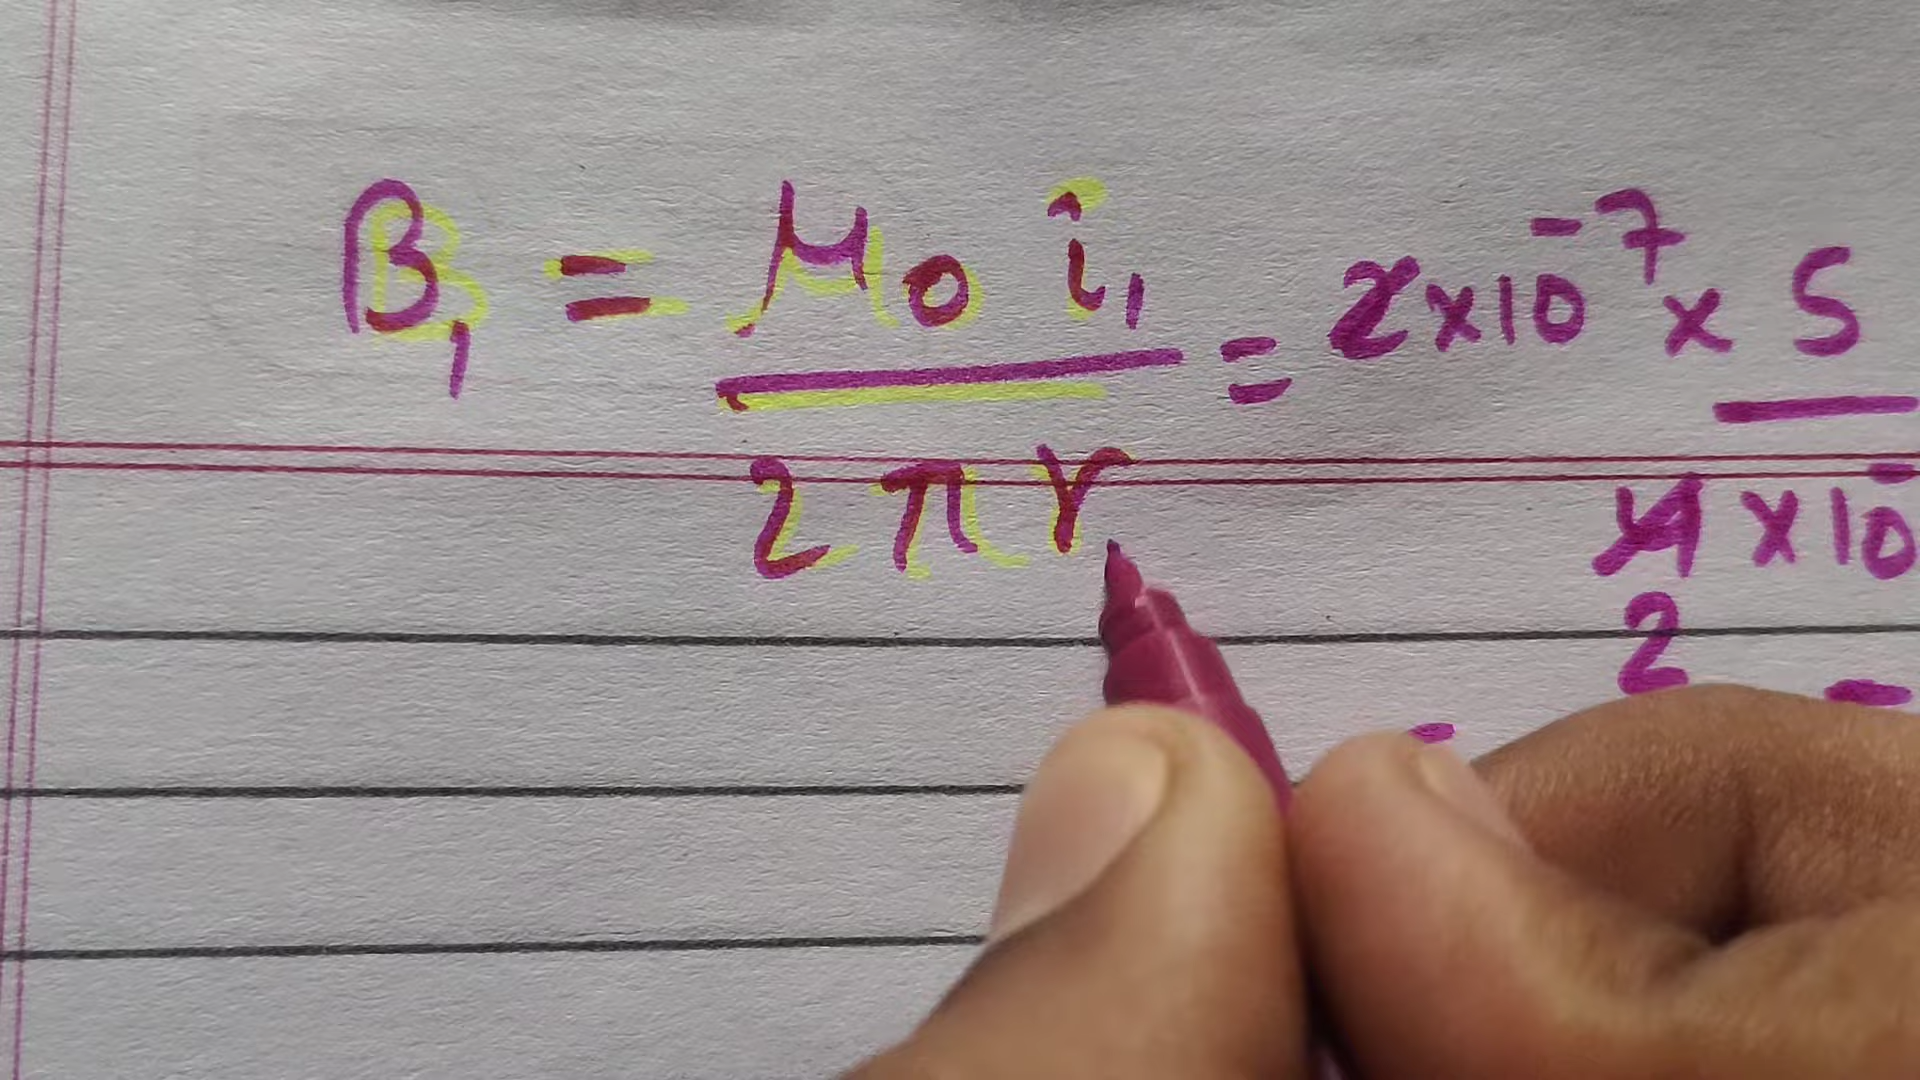 B₁ = μ₀ i₁ / 2πr = 2×10⁻⁷ × 5 / 4×10⁻
2